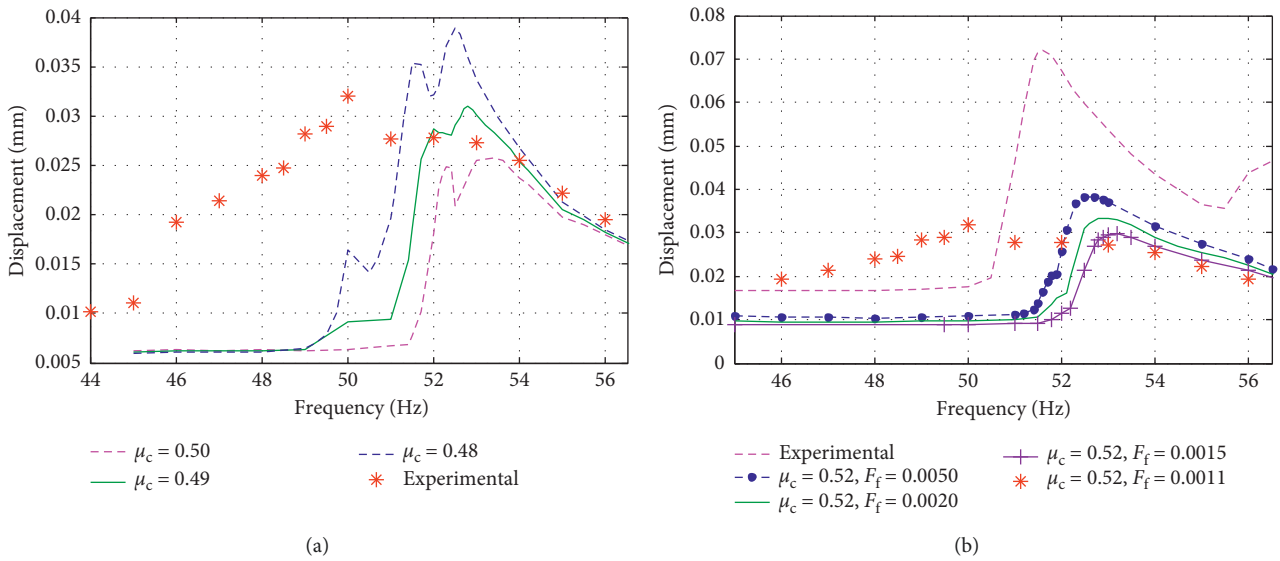 0.04
0.035
0.03
0.025
0.02
0.015
0.01
0.005
Displacement (mm)
44 46 48 50 52 54 56
Frequency (Hz)
μc = 0.50
μc = 0.49
μc = 0.48
Experimental
(a)
0.08
0.07
0.06
0.05
0.04
0.03
0.02
0.01
0
Displacement (mm)
46 48 50 52 54 56
Frequency (Hz)
Experimental
μc = 0.52, Ff = 0.0050
μc = 0.52, Ff = 0.0020
μc = 0.52, Ff = 0.0015
μc = 0.52, Ff = 0.0011
(b)